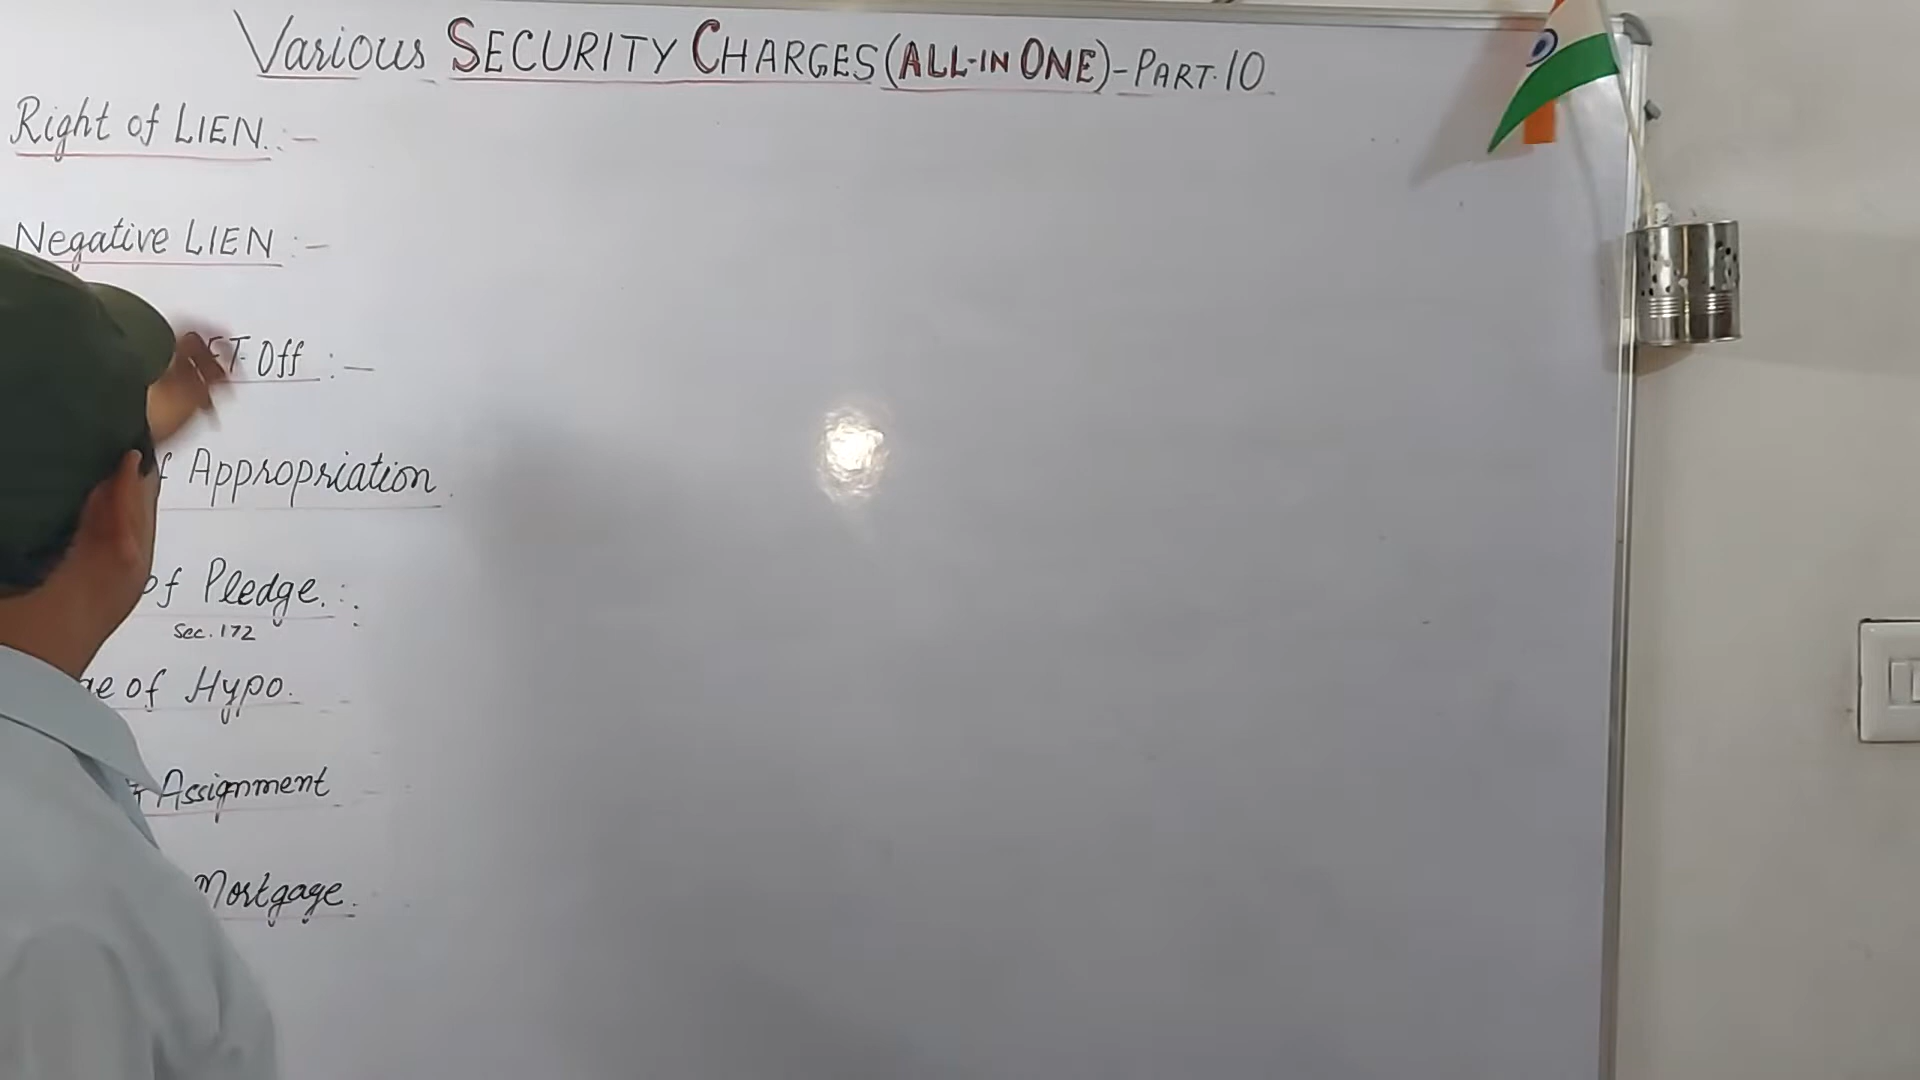 Various SECURITY CHARGES (ALL-IN ONE) - PART-10
Right of LIEN :-
Negative LIEN :-
Off :-
Appropriation
of Pledge :-
Sec. 172
of Hypo.
Assignment
Mortgage.